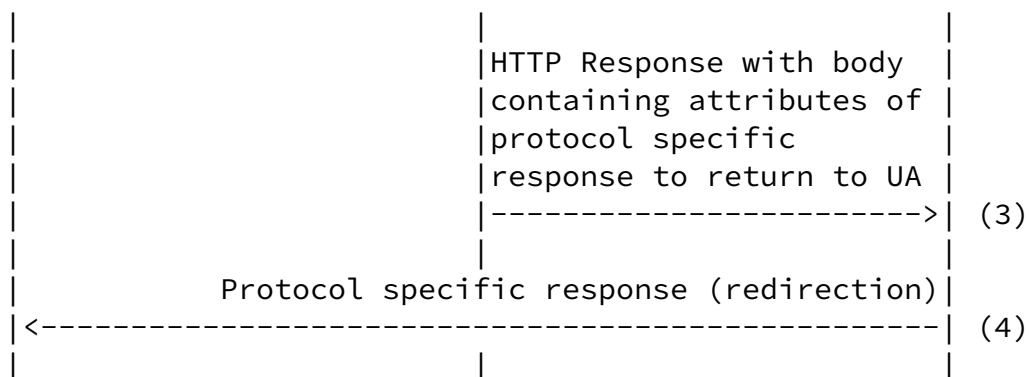 |                         |                         |
|                         |HTTP Response with body  |
|                         |containing attributes of |
|                         |protocol specific        |
|                         |response to return to UA |
|                         |------------------------>| (3)
|                         |                         |
|           Protocol specific response (redirection)|
|<--------------------------------------------------| (4)
|                         |                         |